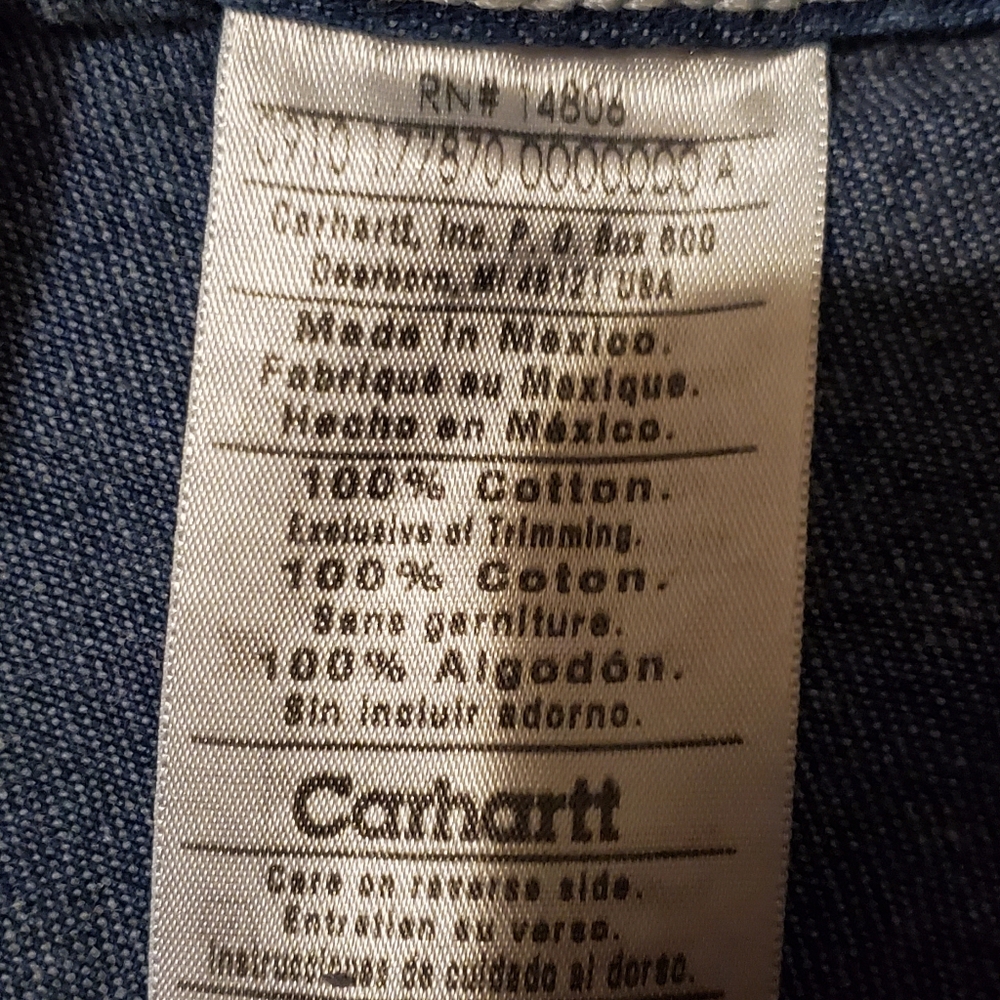 RN# 14806
177870 0000000 A
Carhartt, Inc. P. O. Box 600
Dearborn, MI 48121 USA
Made in Mexico.
Fabriqué au Mexique.
Hecho en México.
100% Cotton.
Exclusive of Trimming.
100% Coton.
Sans garniture.
100% Algodón.
Sin incluir adorno.
Carhartt
Care on reverse side.
Entretien au verso.
Instrucciones de cuidado al dorso.